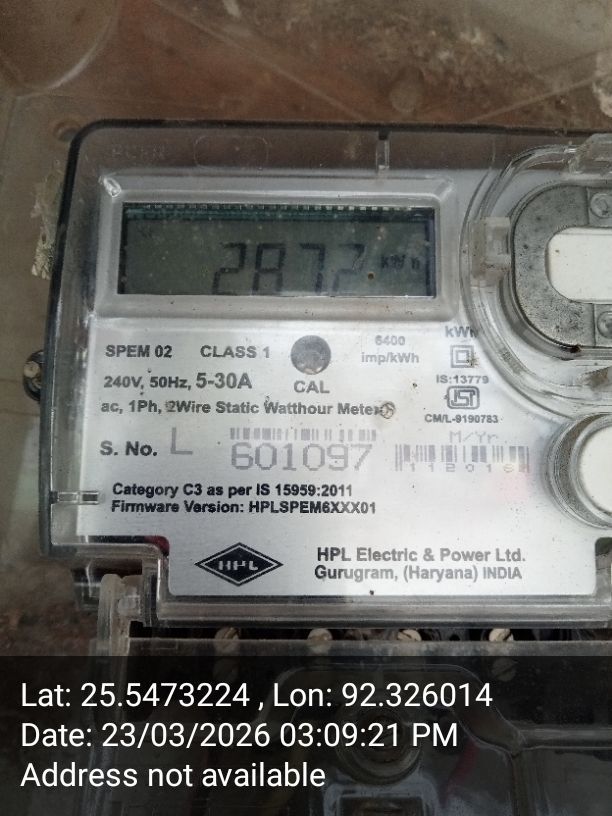 2872 kWh
SPEM 02 CLASS 1 6400 imp/kWh kWh
240V, 50Hz, 5-30A CAL IS:13779
ac, 1Ph, 2Wire Static Watthour Meter CM/L-9190783
S. No. L 601097 M/Yr
112016
Category C3 as per IS 15959:2011
Firmware Version: HPLSPEM6XXX01
HPL HPL Electric & Power Ltd.
Gurugram, (Haryana) INDIA
Lat: 25.5473224 , Lon: 92.326014
Date: 23/03/2026 03:09:21 PM
Address not available